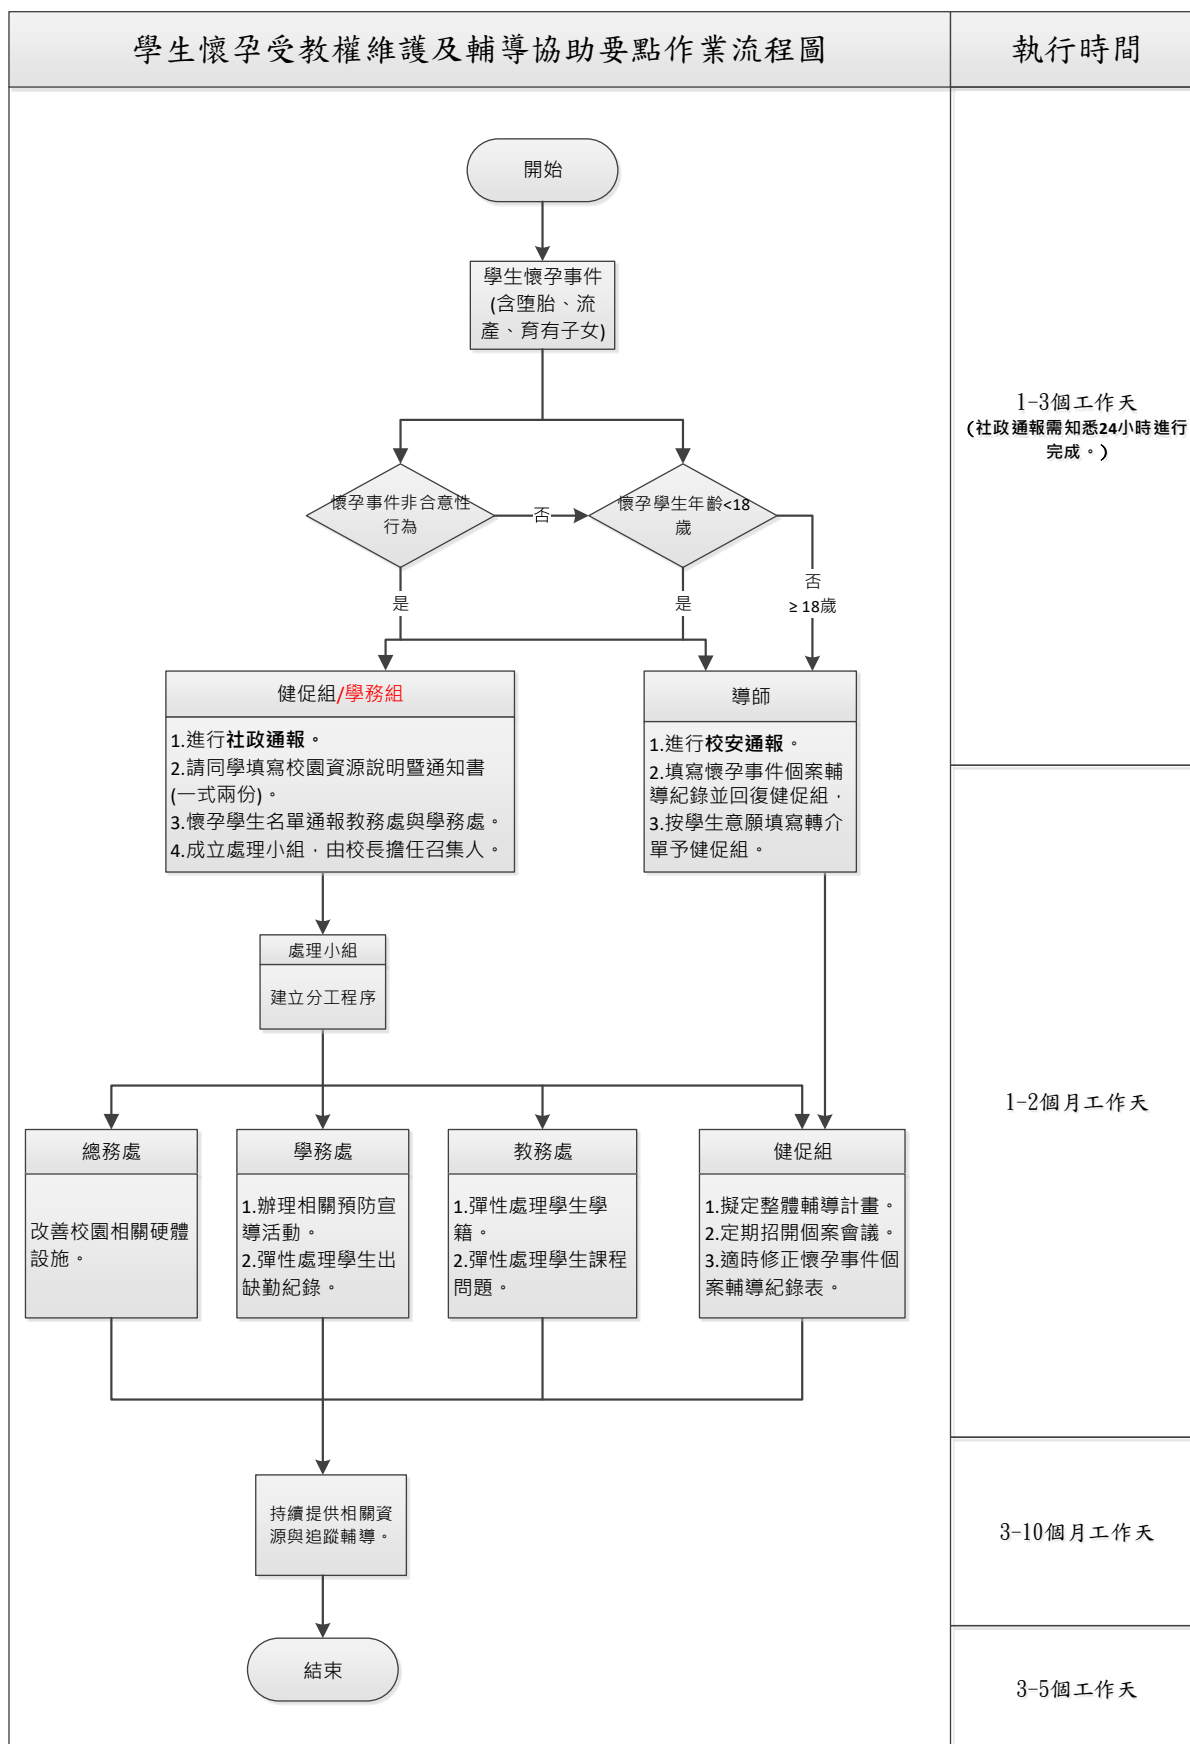 學生懷孕受教權維護及輔導協助要點作業流程圖
執行時間
開始
學生懷孕事件
(含墮胎、流
產、育有子女)
1-3個工作天
(社政通報需知悉24小時進行
完成。)
懷孕事件非合意性
行為
否
懷孕學生年齡<18
歲
是
是
否
≥ 18歲
健促組/學務組
1.進行社政通報。
2.請同學填寫校園資源說明暨通知書
(一式兩份)。
3.懷孕學生名單通報教務處與學務處。
4.成立處理小組，由校長擔任召集人。
導師
1.進行校安通報。
2.填寫懷孕事件個案輔
導紀錄並回復健促組，
3.按學生意願填寫轉介
單予健促組。
處理小組
建立分工程序
1-2個月工作天
總務處
改善校園相關硬體
設施。
學務處
1.辦理相關預防宣
導活動。
2.彈性處理學生出
缺勤紀錄。
教務處
1.彈性處理學生學
籍。
2.彈性處理學生課程
問題。
健促組
1.擬定整體輔導計畫。
2.定期招開個案會議。
3.適時修正懷孕事件個
案輔導紀錄表。
持續提供相關資
源與追蹤輔導。
3-10個月工作天
結束
3-5個工作天